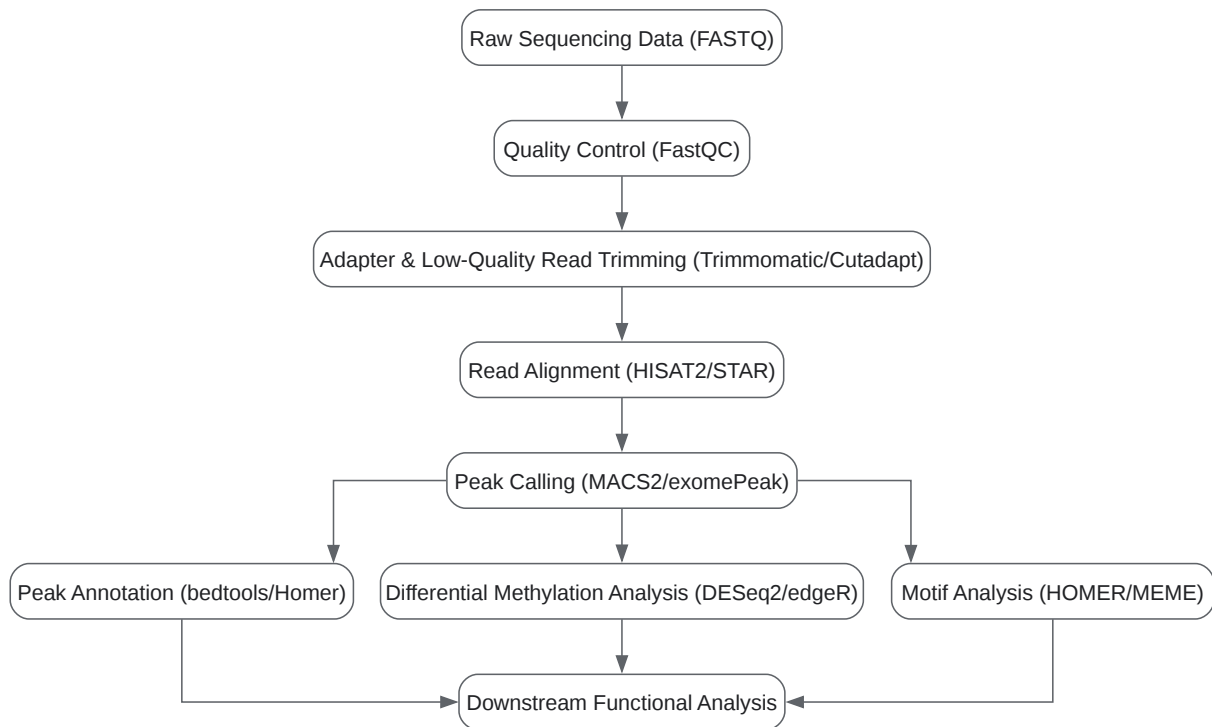 Raw Sequencing Data (FASTQ)
Quality Control (FastQC)
Adapter & Low-Quality Read Trimming (Trimmomatic/Cutadapt)
Read Alignment (HISAT2/STAR)
Peak Calling (MACS2/exomePeak)
Peak Annotation (bedtools/Homer)
Differential Methylation Analysis (DESeq2/edgeR)
Motif Analysis (HOMER/MEME)
Downstream Functional Analysis